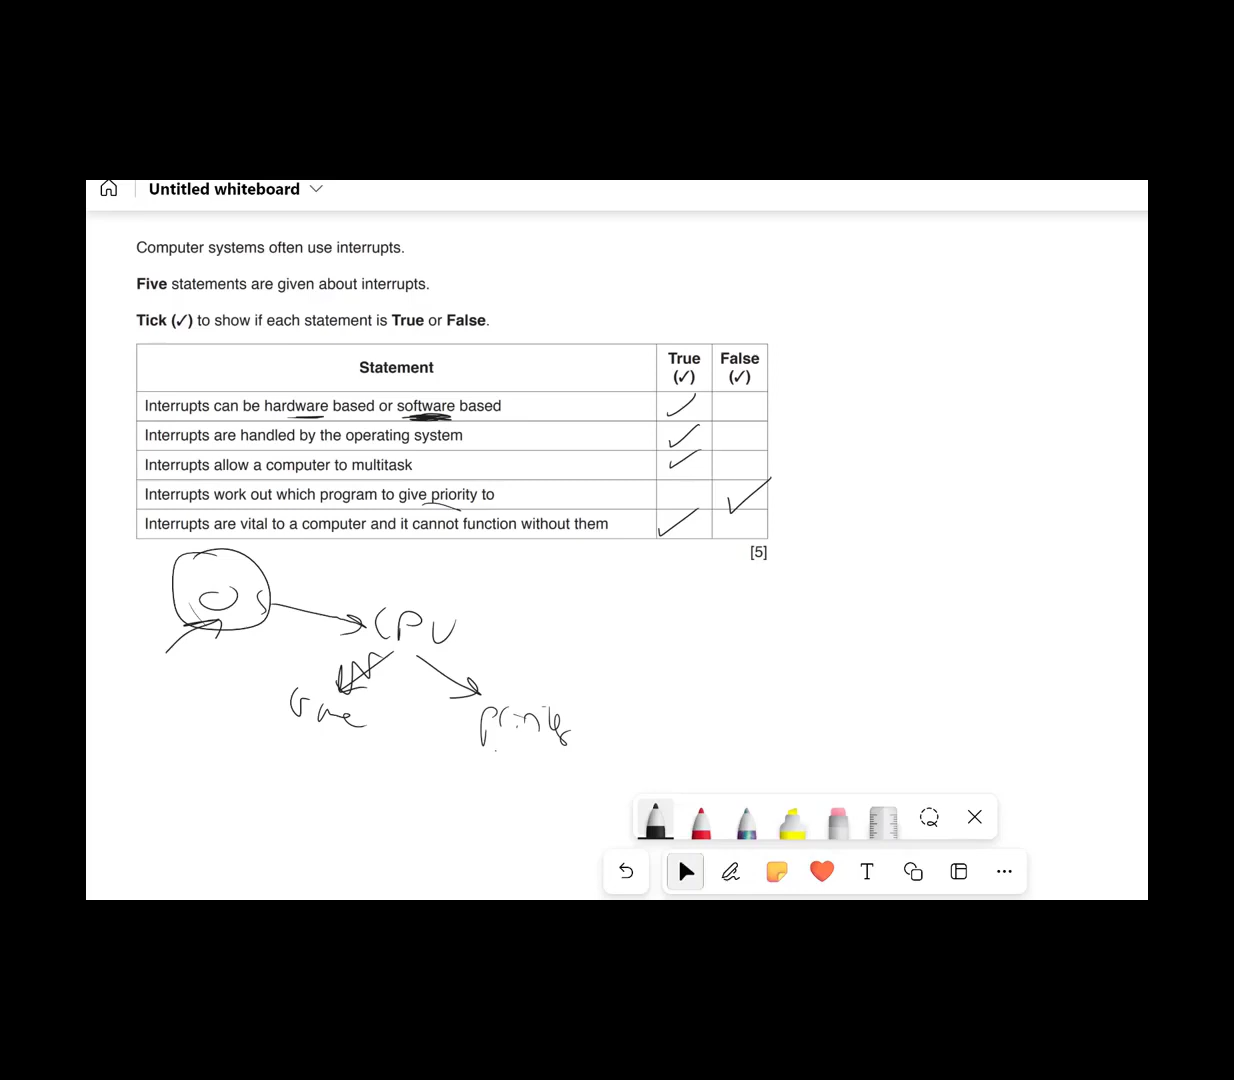 Untitled whiteboard
Computer systems often use interrupts.
Five statements are given about interrupts.
Tick (✓) to show if each statement is True or False.
Statement True (✓) False (✓)
Interrupts can be hardware based or software based ✓
Interrupts are handled by the operating system ✓
Interrupts allow a computer to multitask ✓
Interrupts work out which program to give priority to ✓
Interrupts are vital to a computer and it cannot function without them ✓
[5]
OS
CPU
T